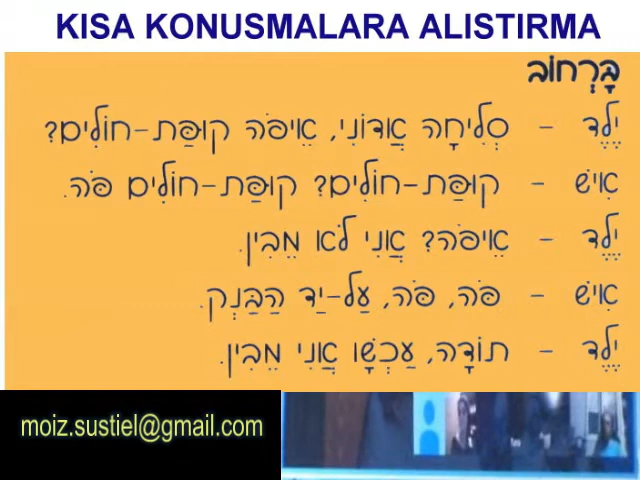 KISA KONUSMALARA ALISTIRMA
בָּרְחוֹב
יֶלֶד – סְלִיחָה אֲדוֹנִי, אֵיפֹה קוּפַּת-חוֹלִים?
אִישׁ – קוּפַּת-חוֹלִים? קוּפַּת-חוֹלִים פֹּה.
יֶלֶד – אֵיפֹה? אֲנִי לֹא מֵבִין.
אִישׁ – פֹּה, פֹּה, עַל-יַד הַבַּנְק.
יֶלֶד – תּוֹדָה, עַכְשָׁו אֲנִי מֵבִין.
moiz.sustiel@gmail.com